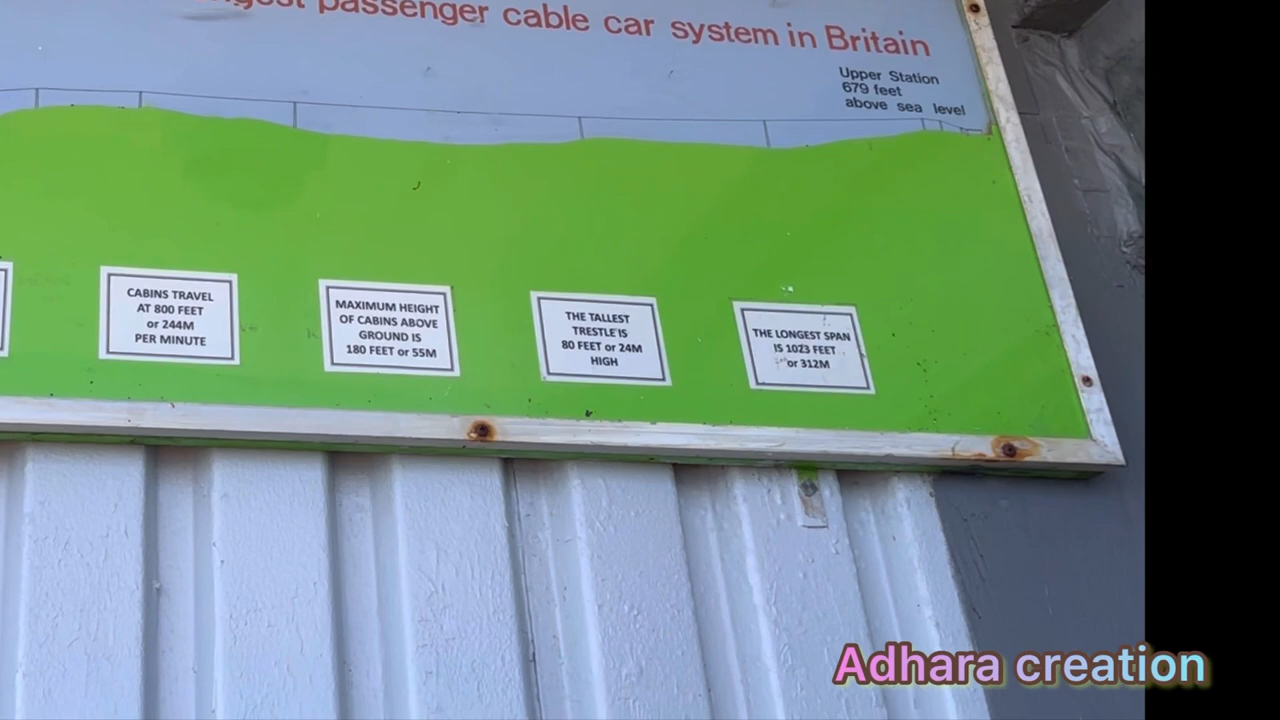 passenger cable car system in Britain
Upper Station
679 feet
above sea level
CABINS TRAVEL
AT 800 FEET
or 244M
PER MINUTE
MAXIMUM HEIGHT
OF CABINS ABOVE
GROUND IS
180 FEET or 55M
THE TALLEST
TRESTLE IS
80 FEET or 24M
HIGH
THE LONGEST SPAN
IS 1023 FEET
or 312M
Adhara creation